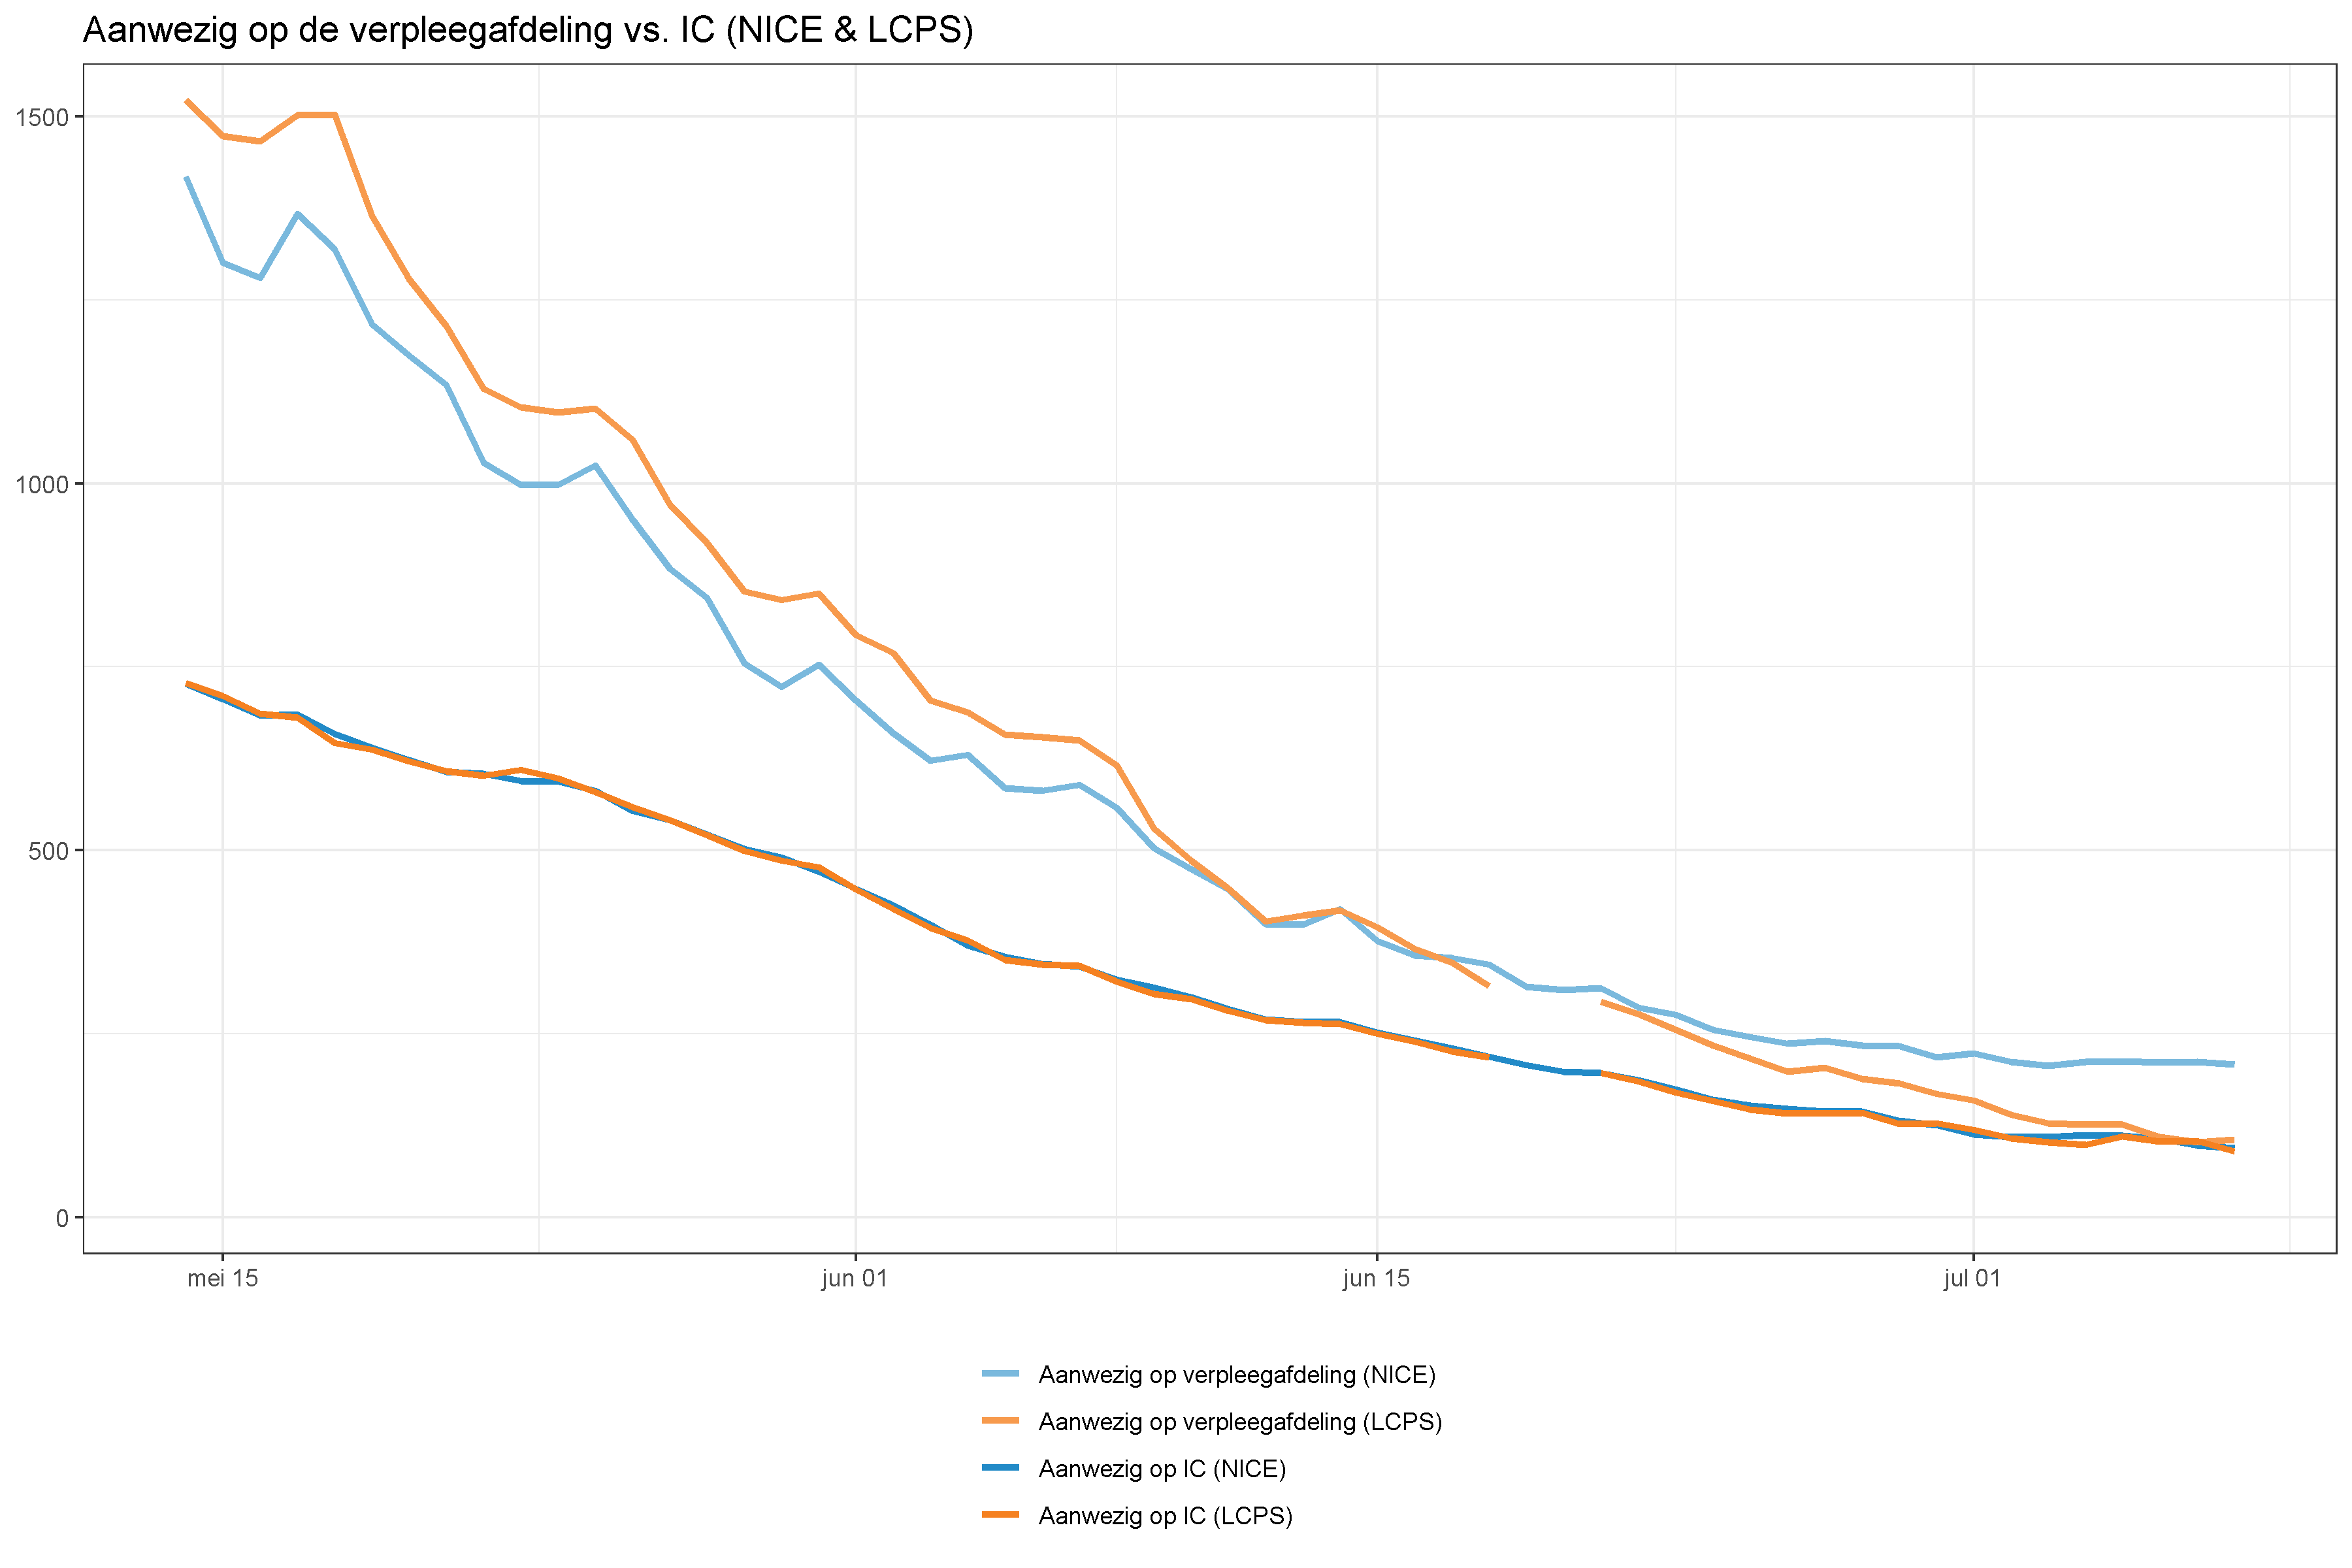 Aanwezig op de verpleegafdeling vs. IC (NICE & LCPS)
1500
1000
500
0
mei 15
jun 01
jun 15
jul 01
Aanwezig op verpleegafdeling (NICE)
Aanwezig op verpleegafdeling (LCPS)
Aanwezig op IC (NICE)
Aanwezig op IC (LCPS)